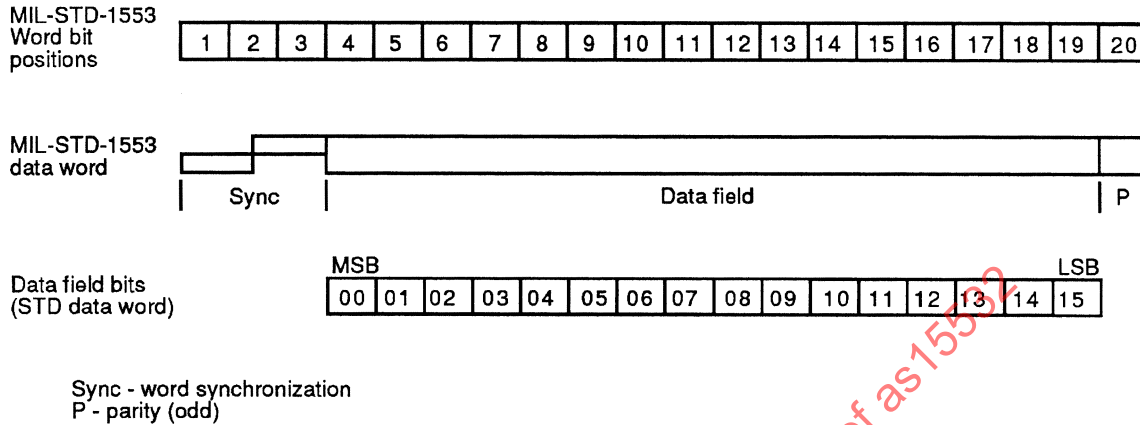 MIL-STD-1553
Word bit
positions
1 2 3 4 5 6 7 8 9 10 11 12 13 14 15 16 17 18 19 20
MIL-STD-1553
data word
Sync Data field P
MSB LSB
Data field bits
(STD data word)
00 01 02 03 04 05 06 07 08 09 10 11 12 13 14 15
Sync - word synchronization
P - parity (odd)
of as15532